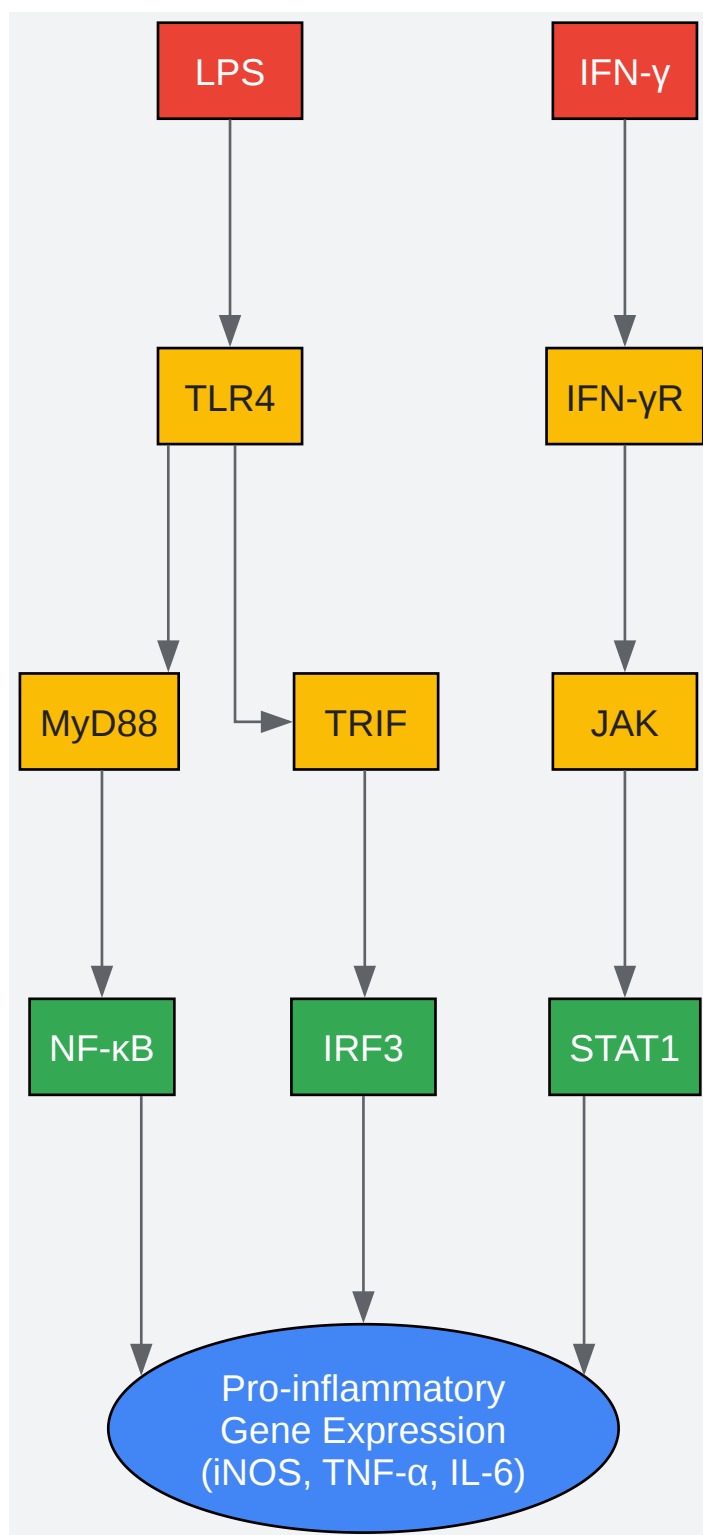 LPS
IFN-γ
TLR4
IFN-γR
MyD88
TRIF
JAK
NF-κB
IRF3
STAT1
Pro-inflammatory
Gene Expression
(iNOS, TNF-α, IL-6)